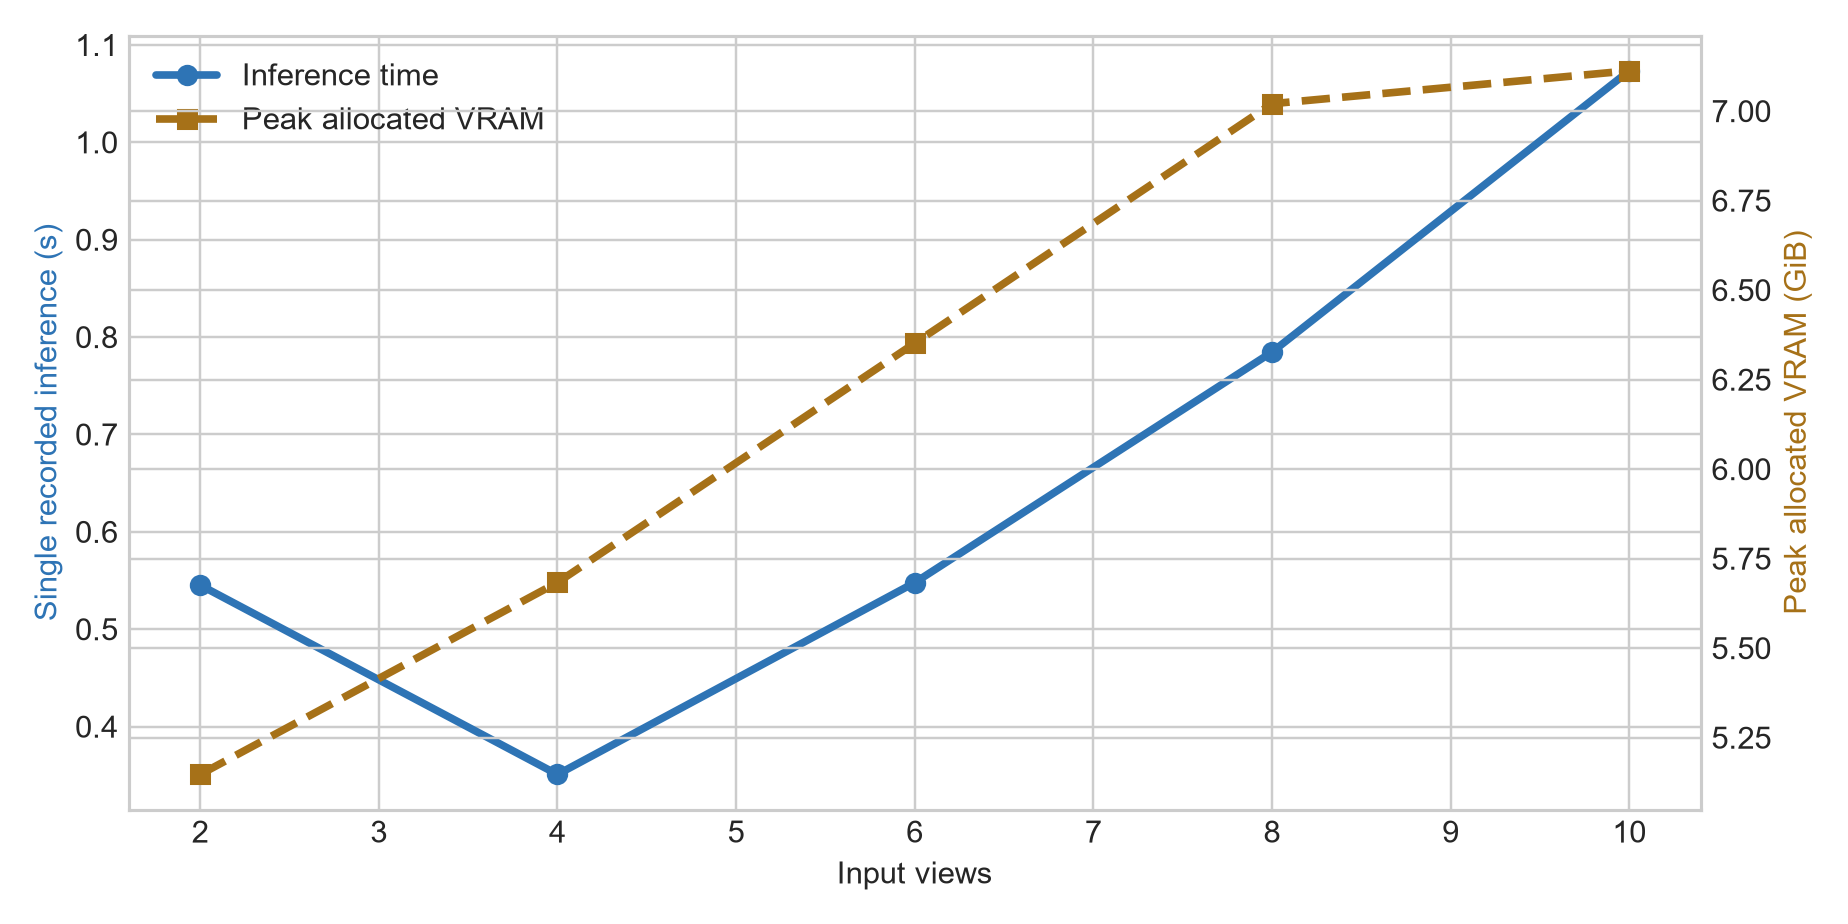 Inference time
Peak allocated VRAM
Single recorded inference (s)
1.1
1.0
0.9
0.8
0.7
0.6
0.5
0.4
7.00
6.75
6.50
6.25
6.00
5.75
5.50
5.25
Peak allocated VRAM (GiB)
2 3 4 5 6 7 8 9 10
Input views